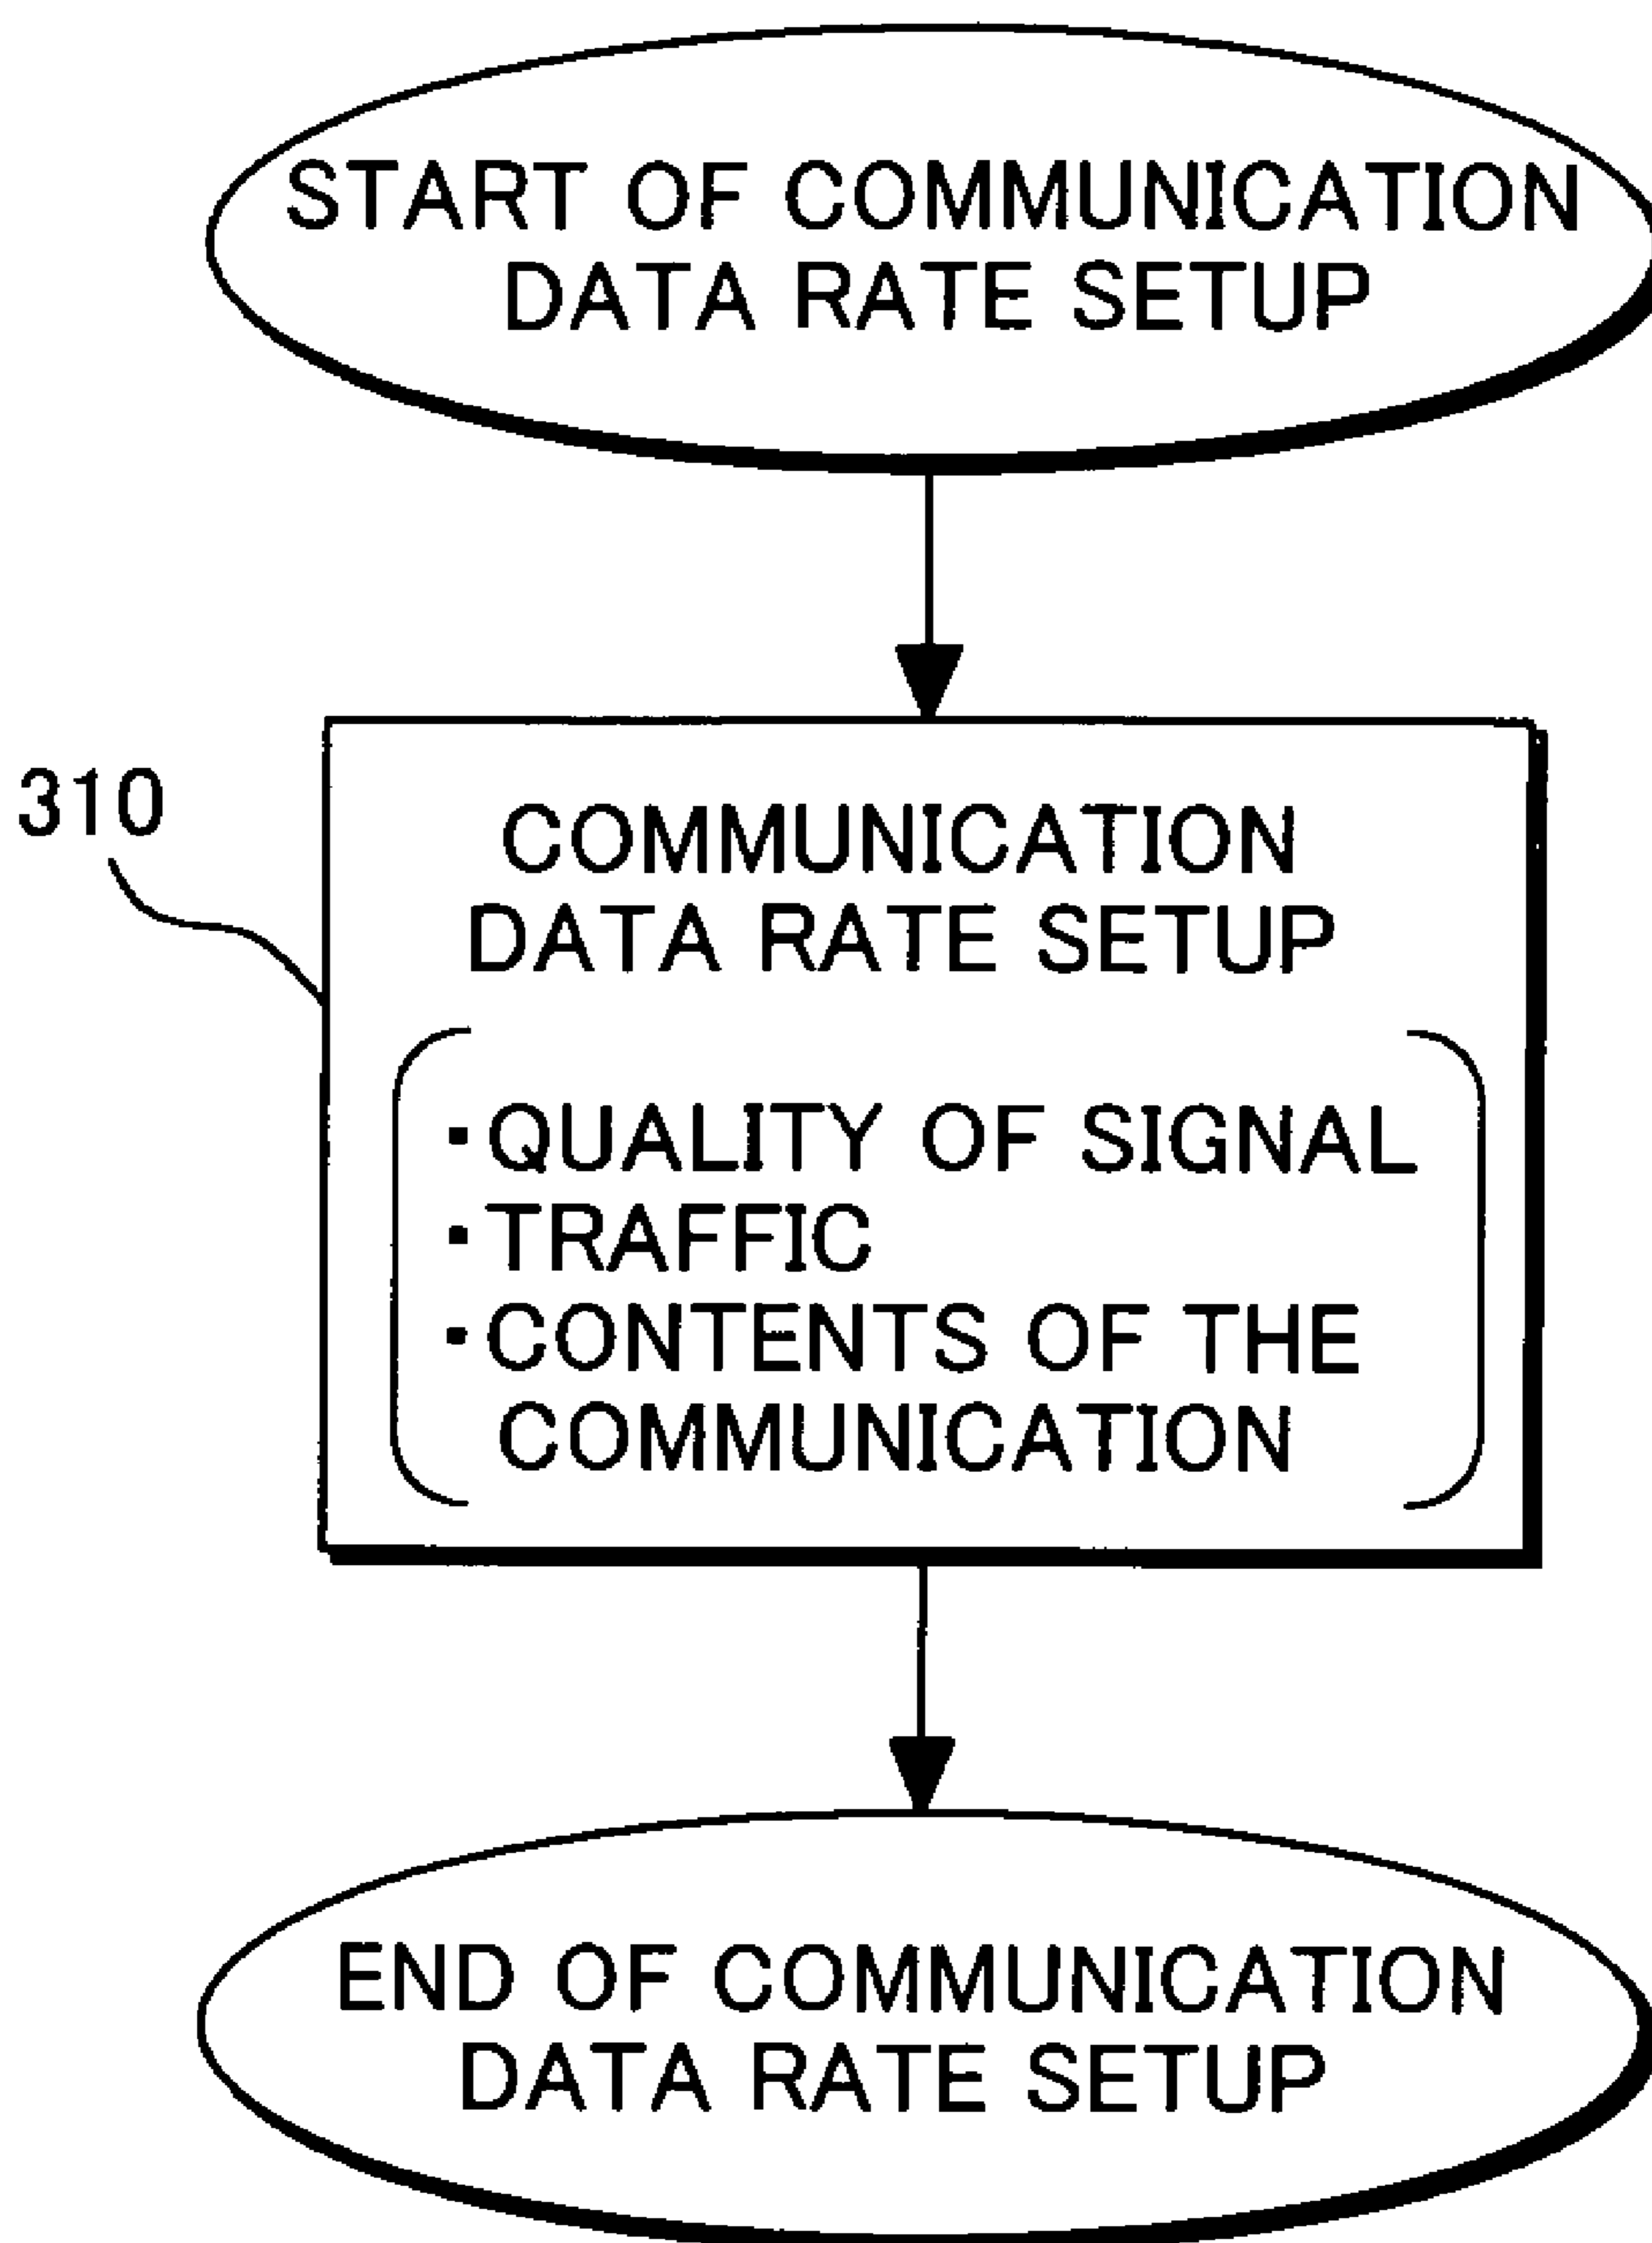 START OF COMMUNICATION
DATA RATE SETUP
310
COMMUNICATION
DATA RATE SETUP
・QUALITY OF SIGNAL
・TRAFFIC
・CONTENTS OF THE
COMMUNICATION
END OF COMMUNICATION
DATA RATE SETUP